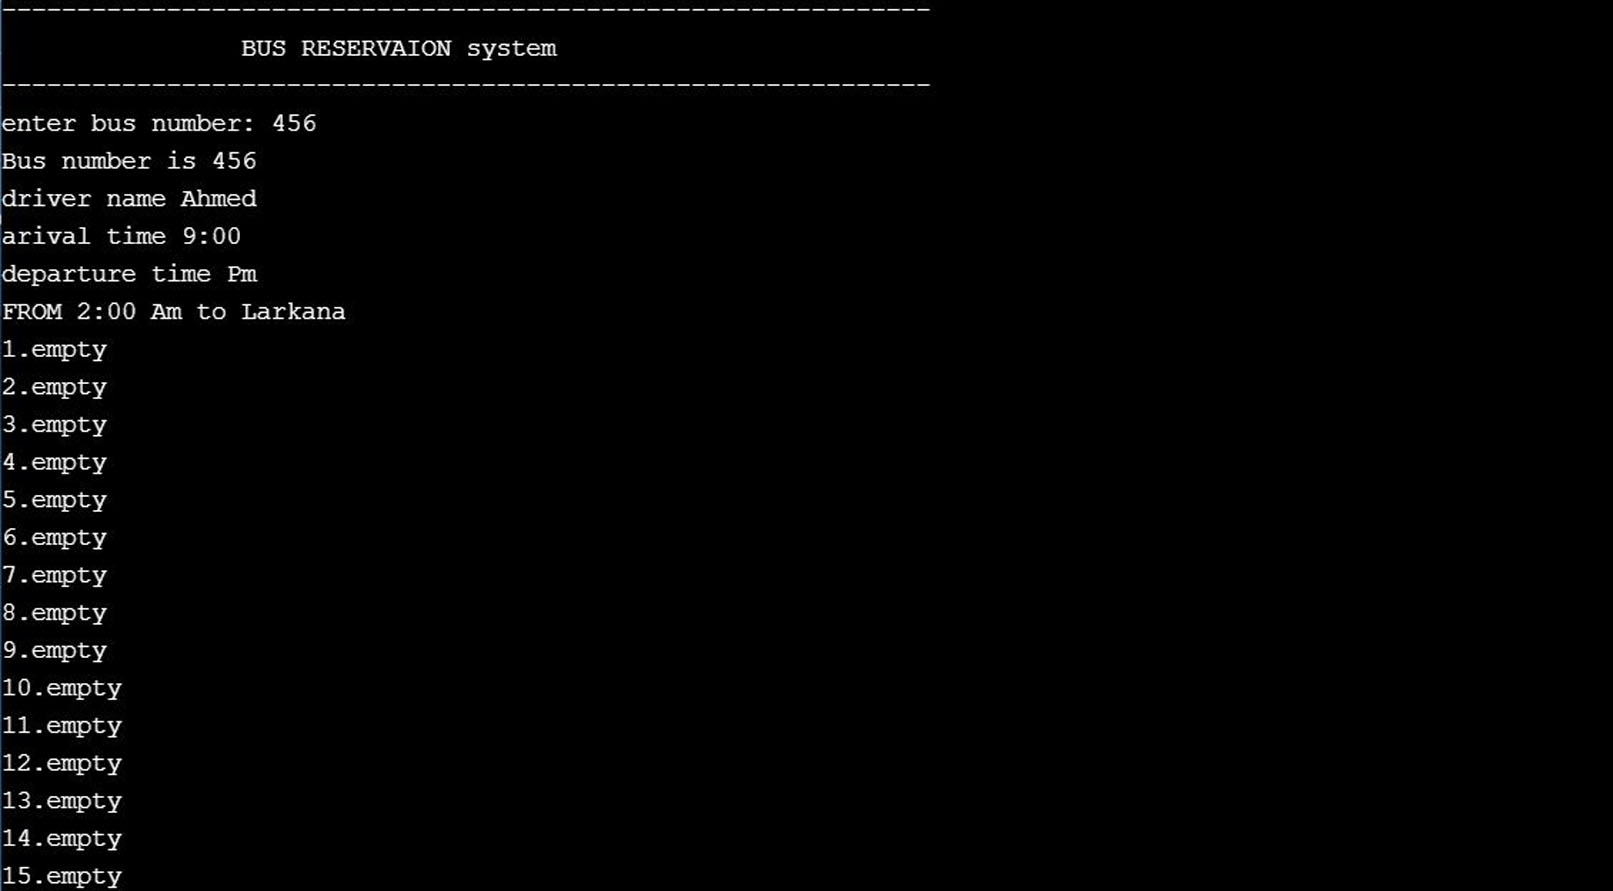 --------------------------------------------------------------
BUS RESERVAION system
--------------------------------------------------------------
enter bus number: 456
Bus number is 456
driver name Ahmed
arival time 9:00
departure time Pm
FROM 2:00 Am to Larkana
1.empty
2.empty
3.empty
4.empty
5.empty
6.empty
7.empty
8.empty
9.empty
10.empty
11.empty
12.empty
13.empty
14.empty
15.empty